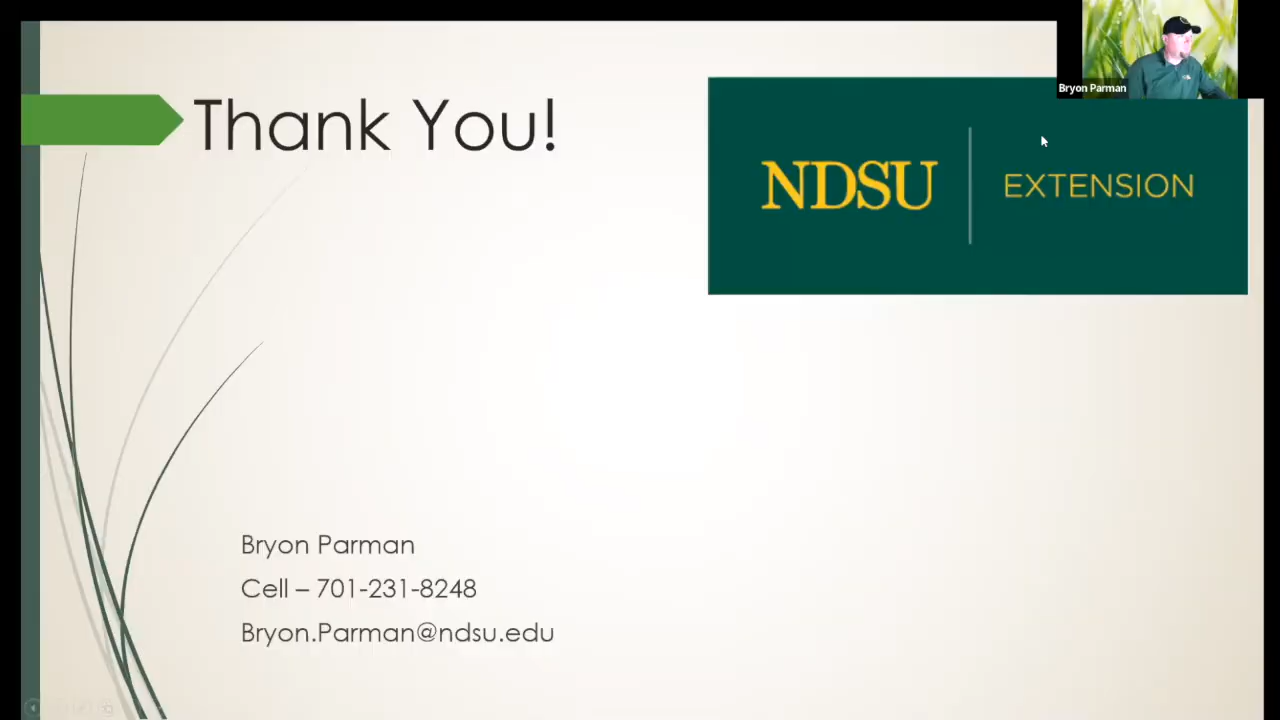 Thank You!
NDSU
EXTENSION
Bryon Parman
Bryon Parman
Cell – 701-231-8248
Bryon.Parman@ndsu.edu